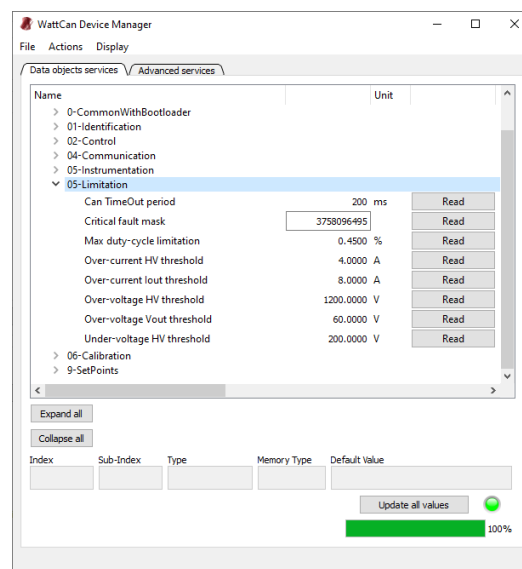 WattCan Device Manager
File Actions Display
Data objects services Advanced services
Name Unit
0-CommonWithBootloader
01-Identification
02-Control
04-Communication
05-Instrumentation
05-Limitation
Can TimeOut period 200 ms Read
Critical fault mask 3758096495 Read
Max duty-cycle limitation 0.4500 % Read
Over-current HV threshold 4.0000 A Read
Over-current Iout threshold 8.0000 A Read
Over-voltage HV threshold 1200.0000 V Read
Over-voltage Vout threshold 60.0000 V Read
Under-voltage HV threshold 200.0000 V Read
06-Calibration
9-SetPoints
Expand all
Collapse all
Index Sub-Index Type Memory Type Default Value
Update all values
100%